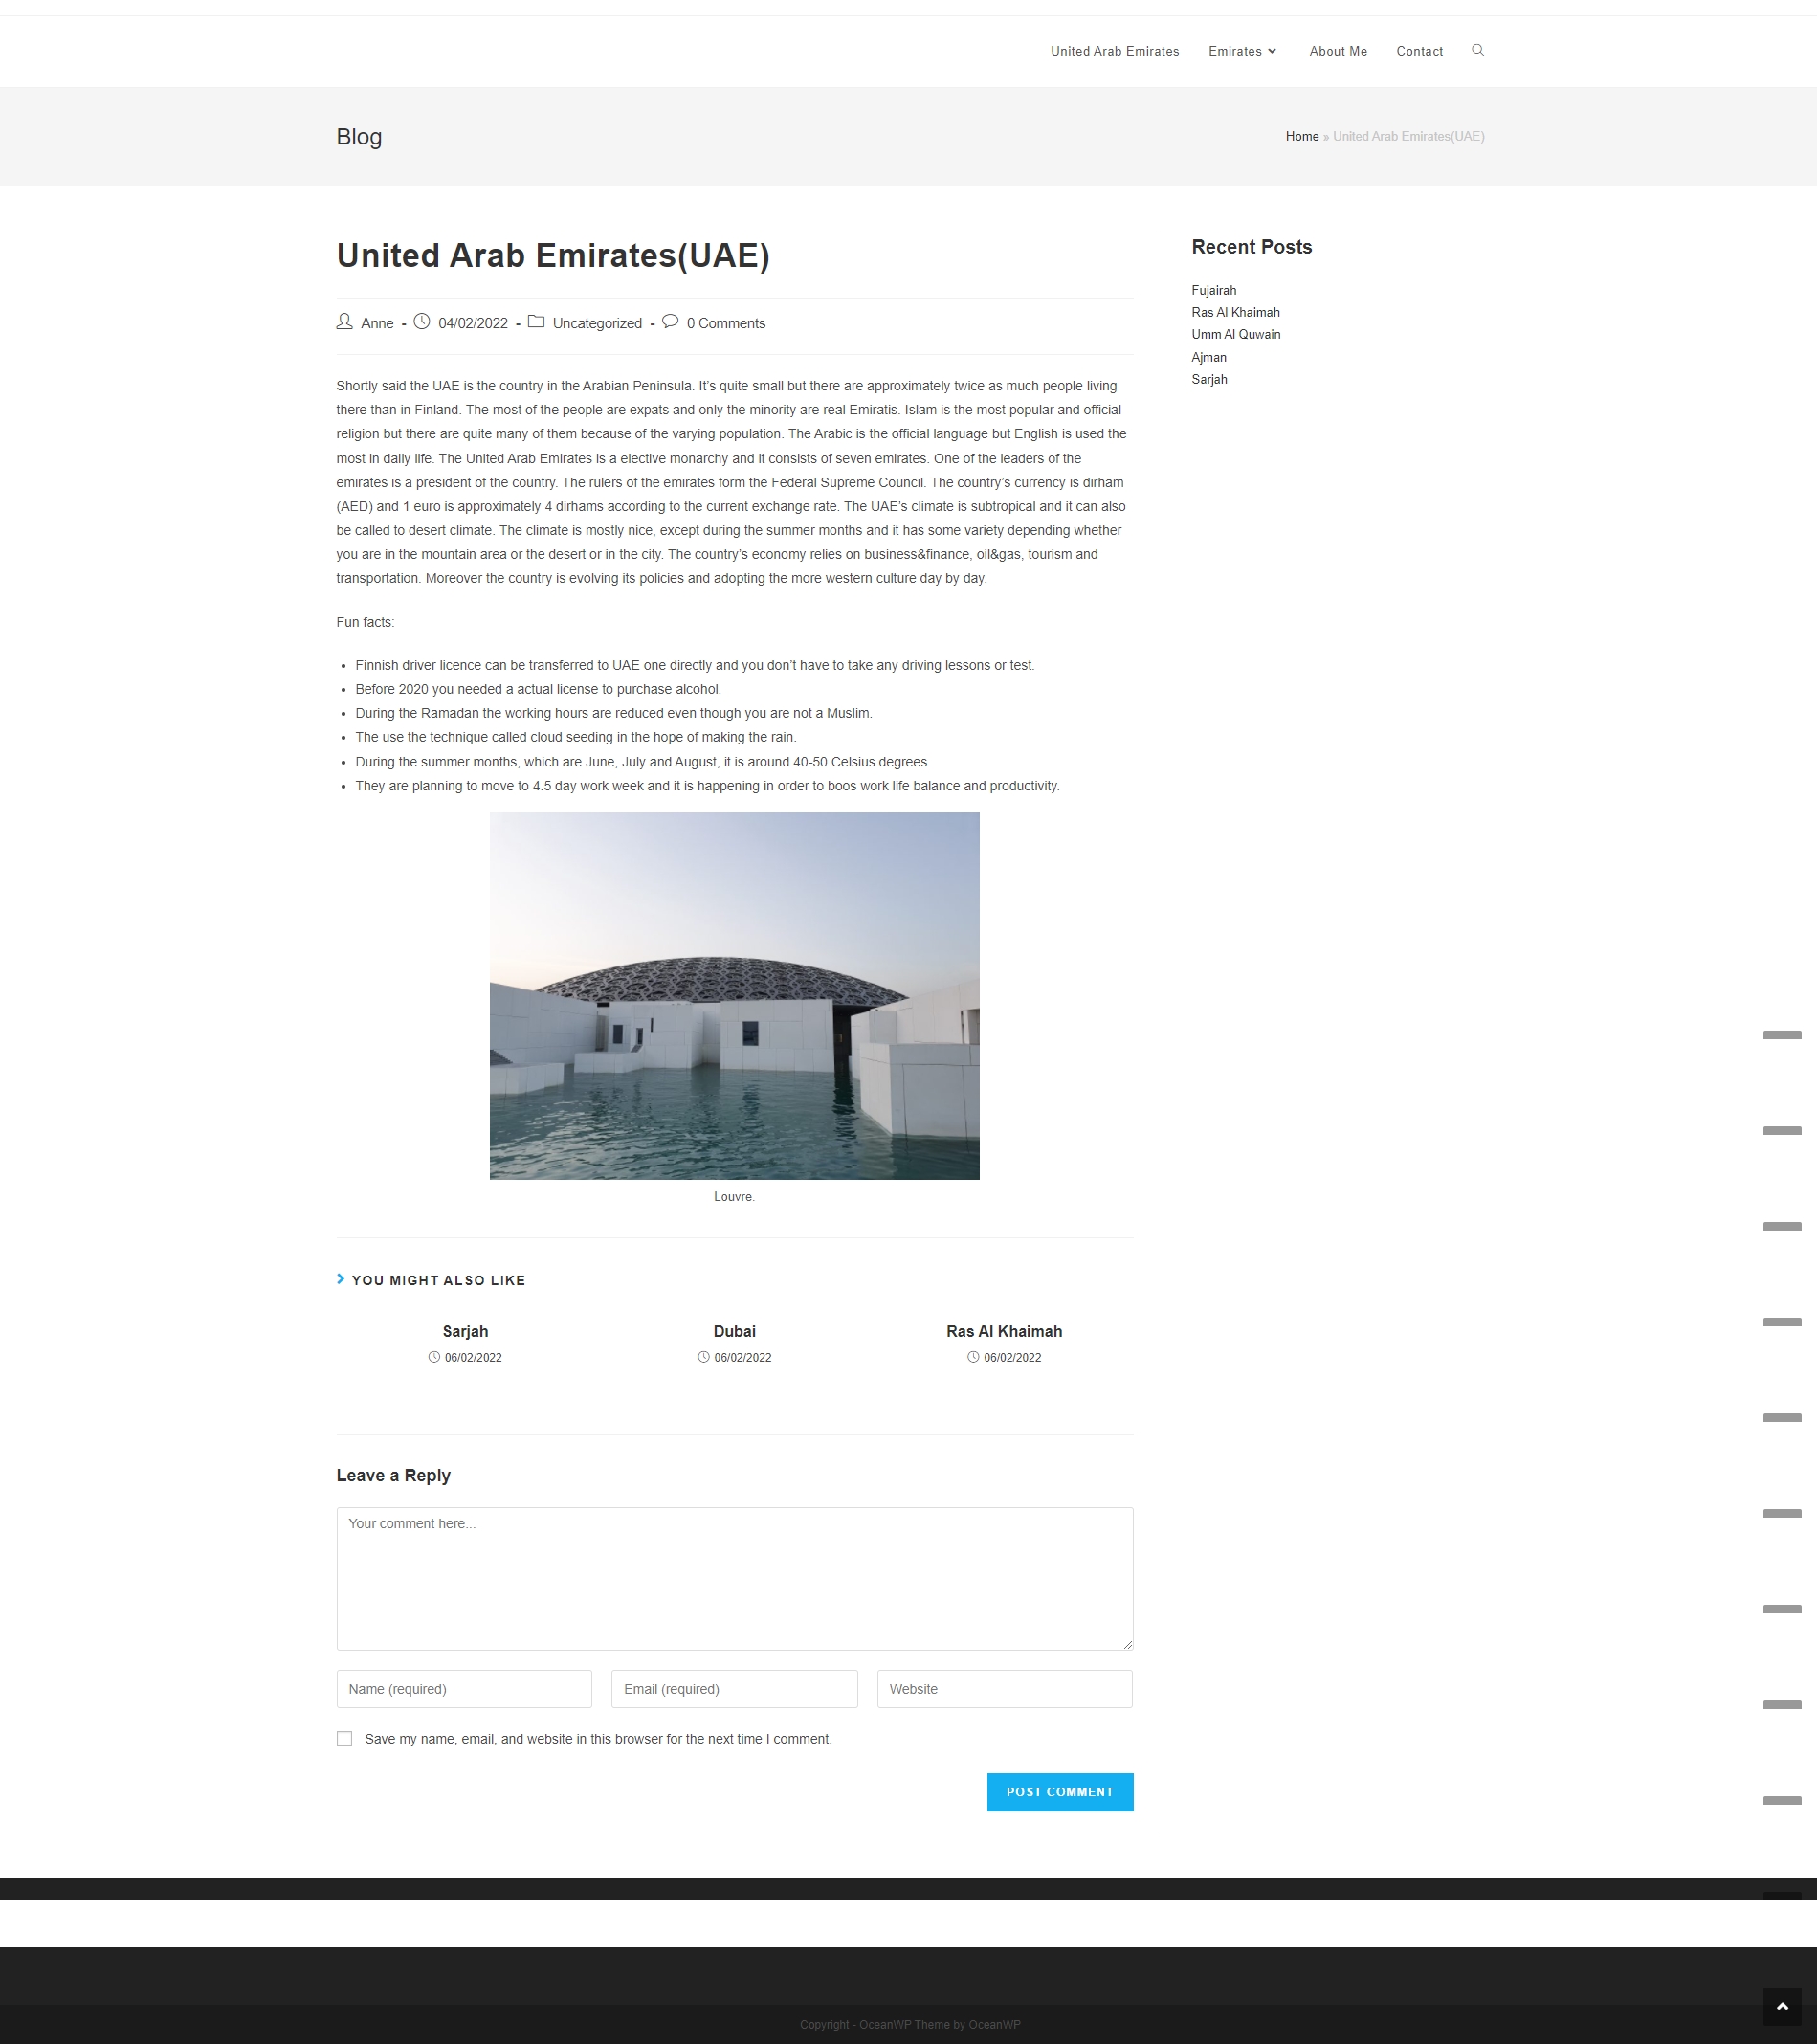 United Arab Emirates
Emirates
About Me
Contact
Blog
Home » United Arab Emirates(UAE)
United Arab Emirates(UAE)
Anne - 04/02/2022 - Uncategorized - 0 Comments
Shortly said the UAE is the country in the Arabian Peninsula. It’s quite small but there are approximately twice as much people living
there than in Finland. The most of the people are expats and only the minority are real Emiratis. Islam is the most popular and official
religion but there are quite many of them because of the varying population. The Arabic is the official language but English is used the
most in daily life. The United Arab Emirates is a elective monarchy and it consists of seven emirates. One of the leaders of the
emirates is a president of the country. The rulers of the emirates form the Federal Supreme Council. The country’s currency is dirham
(AED) and 1 euro is approximately 4 dirhams according to the current exchange rate. The UAE’s climate is subtropical and it can also
be called to desert climate. The climate is mostly nice, except during the summer months and it has some variety depending whether
you are in the mountain area or the desert or in the city. The country’s economy relies on business&finance, oil&gas, tourism and
transportation. Moreover the country is evolving its policies and adopting the more western culture day by day.
Fun facts:
• Finnish driver licence can be transferred to UAE one directly and you don’t have to take any driving lessons or test.
• Before 2020 you needed a actual license to purchase alcohol.
• During the Ramadan the working hours are reduced even though you are not a Muslim.
• The use the technique called cloud seeding in the hope of making the rain.
• During the summer months, which are June, July and August, it is around 40-50 Celsius degrees.
• They are planning to move to 4.5 day work week and it is happening in order to boos work life balance and productivity.
Louvre.
YOU MIGHT ALSO LIKE
Sarjah
06/02/2022
Dubai
06/02/2022
Ras Al Khaimah
06/02/2022
Leave a Reply
Your comment here...
Name (required)
Email (required)
Website
Save my name, email, and website in this browser for the next time I comment.
POST COMMENT
Recent Posts
Fujairah
Ras Al Khaimah
Umm Al Quwain
Ajman
Sarjah
Copyright - OceanWP Theme by OceanWP